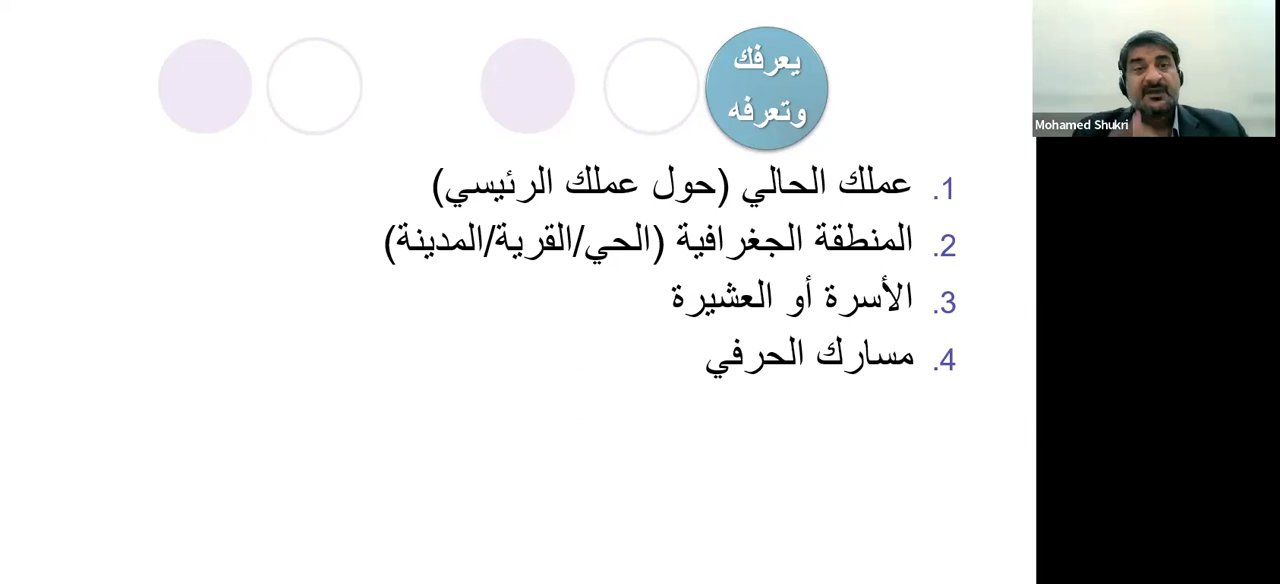 يعرفك
وتعرفه
1. عملك الحالي (حول عملك الرئيسي)
2. المنطقة الجغرافية (الحي/القرية/المدينة)
3. الأسرة أو العشيرة
4. مسارك الحرفي
Mohamed Shukri